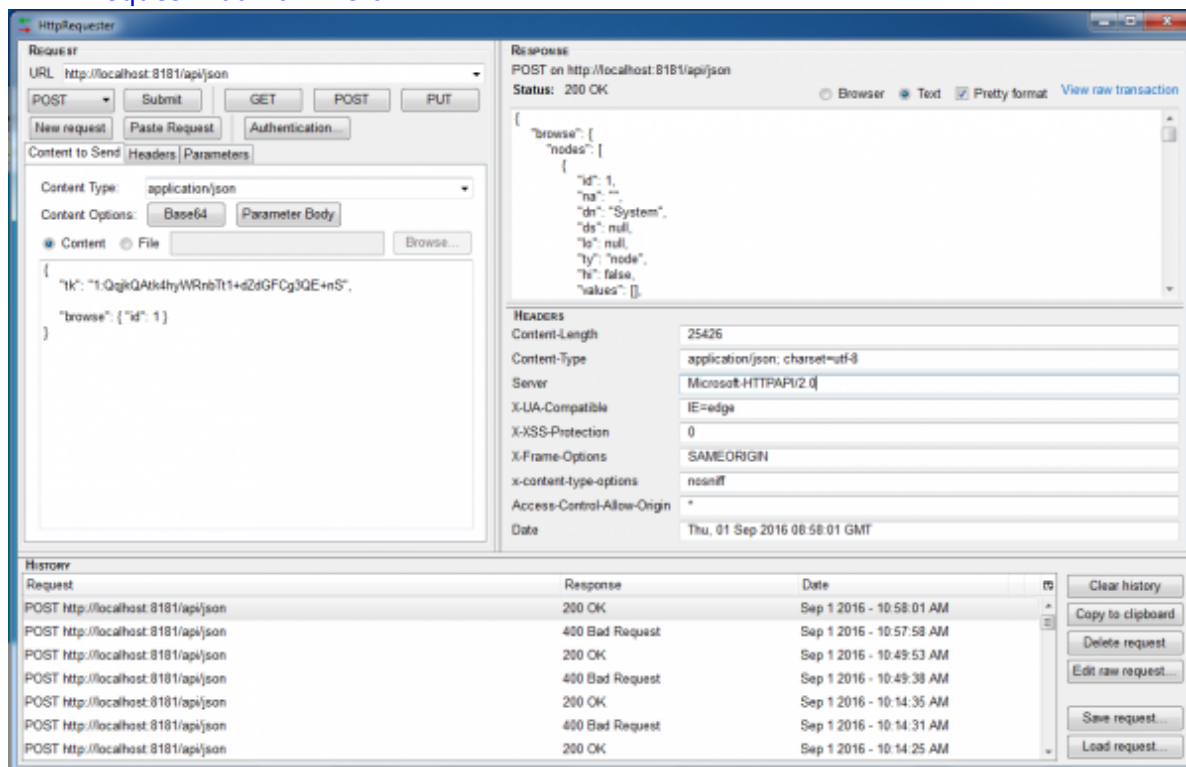 HttpRequester
REQUEST
URL http://localhost:8181/api/json
POST Submit GET POST PUT
New request Paste Request Authentication...
Content to Send Headers Parameters
Content Type: application/json
Content Options: Base64 Parameter Body
Content File Browse...
{
"tk": "1:QqjkQAtk4hyWRnbTt1+dZdGFCg3QE+nS",
"browse": { "id": 1 }
}
RESPONSE
POST on http://localhost:8181/api/json
Status: 200 OK Browser Text Pretty format View raw transaction
{
"browse": {
"nodes": [
{
"id": 1,
"na": "",
"dn": "System",
"ds": null,
"lo": null,
"ty": "node",
"hi": false,
"values": [],
HEADERS
Content-Length 25426
Content-Type application/json; charset=utf-8
Server Microsoft-HTTPAPI/2.0
X-UA-Compatible IE=edge
X-XSS-Protection 0
X-Frame-Options SAMEORIGIN
x-content-type-options nosniff
Access-Control-Allow-Origin *
Date Thu, 01 Sep 2016 08:58:01 GMT
HISTORY
Request Response Date
POST http://localhost:8181/api/json 200 OK Sep 1 2016 - 10:58:01 AM
POST http://localhost:8181/api/json 400 Bad Request Sep 1 2016 - 10:57:58 AM
POST http://localhost:8181/api/json 200 OK Sep 1 2016 - 10:49:53 AM
POST http://localhost:8181/api/json 400 Bad Request Sep 1 2016 - 10:49:38 AM
POST http://localhost:8181/api/json 200 OK Sep 1 2016 - 10:14:35 AM
POST http://localhost:8181/api/json 400 Bad Request Sep 1 2016 - 10:14:31 AM
POST http://localhost:8181/api/json 200 OK Sep 1 2016 - 10:14:25 AM
Clear history
Copy to clipboard
Delete request
Edit raw request...
Save request...
Load request...